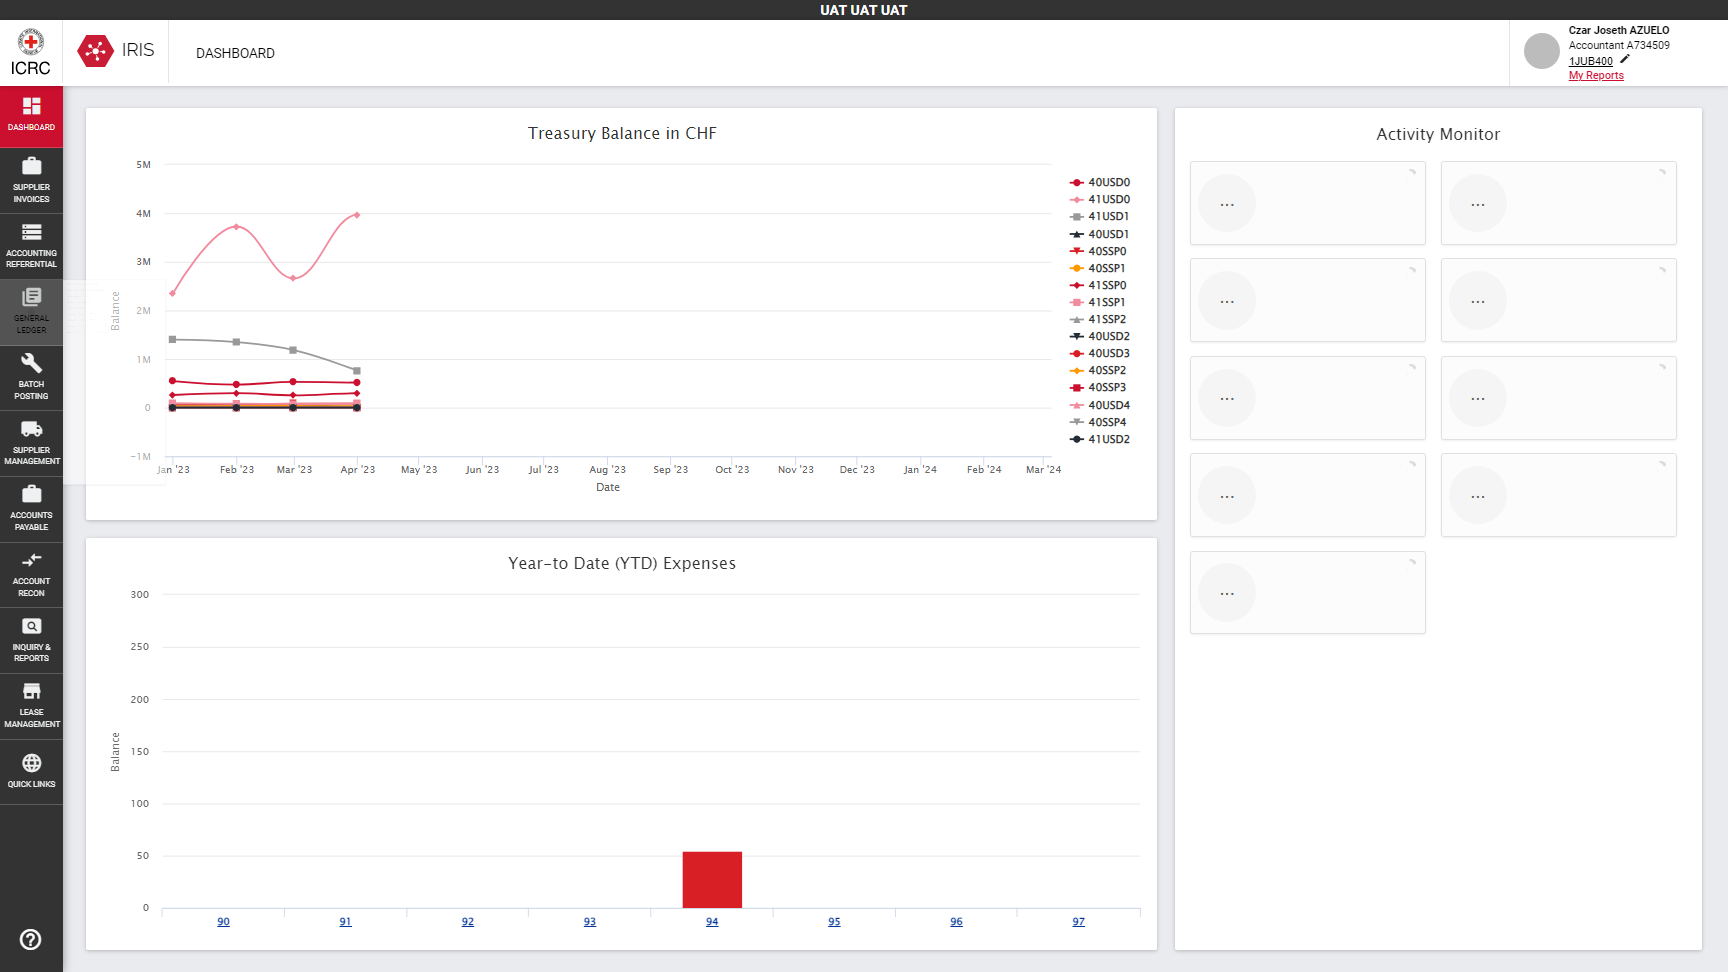 UAT UAT UAT
ICRC
IRIS
DASHBOARD
Czar Joseth AZUELO
Accountant A734509
1JUB400
My Reports
DASHBOARD
SUPPLIER
INVOICES
ACCOUNTING
REFERENTIAL
GENERAL
LEDGER
BATCH
POSTING
SUPPLIER
MANAGEMENT
ACCOUNTS
PAYABLE
ACCOUNT
RECON
INQUIRY &
REPORTS
LEASE
MANAGEMENT
QUICK LINKS
Treasury Balance in CHF
5M
4M
3M
2M
1M
0
−1M
Balance
Jan '23
Feb '23
Mar '23
Apr '23
May '23
Jun '23
Jul '23
Aug '23
Sep '23
Oct '23
Nov '23
Dec '23
Jan '24
Feb '24
Mar '24
Date
40USD0
41USD0
41USD1
40USD1
40SSP0
40SSP1
41SSP0
41SSP1
41SSP2
40USD2
40USD3
40SSP2
40SSP3
40USD4
40SSP4
41USD2
Year-to Date (YTD) Expenses
300
250
200
150
100
50
0
Balance
90
91
92
93
94
95
96
97
Activity Monitor
...
...
...
...
...
...
...
...
...